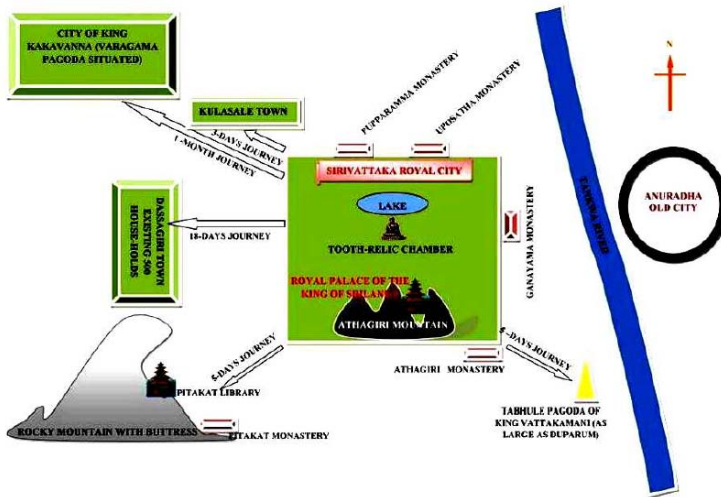 CITY OF KING
KAKAVANNA (VARAGAMA
PAGODA SITUATED)
N
KULASALE TOWN
3-DAYS JOURNEY
1-MONTH JOURNEY
PUPPARAMMA MONASTERY
UPOSATHA MONASTERY
SIRIVATTAKA ROYAL CITY
LAKE
TOOTH-RELIC CHAMBER
ROYAL PALACE OF THE
KING OF SRILANKA
ATHAGIRI MOUNTAIN
GANAYAMA MONASTERY
TANKWA RIVER
ANURADHA
OLD CITY
DASSAGIRI TOWN
EXISTING 500
HOUSE-HOLDS
18-DAYS JOURNEY
5-DAYS JOURNEY
PITAKAT LIBRARY
ROCKY MOUNTAIN WITH BUTTRESS
PITAKAT MONASTERY
ATHAGIRI MONASTERY
-DAYS JOURNEY
TABHULE PAGODA OF
KING VATTAKAMANI (AS
LARGE AS DUPARUM)